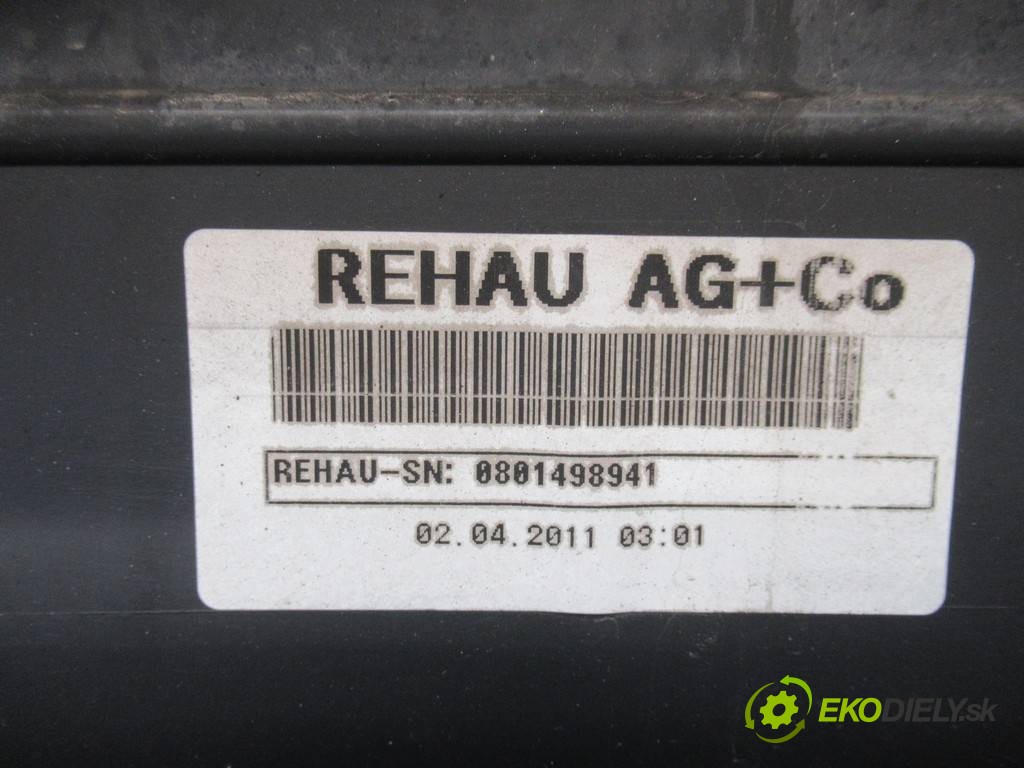 REHAU AG+Co
REHAU-SN: 0801498941
02.04.2011 03:01
EKODIELY.sk